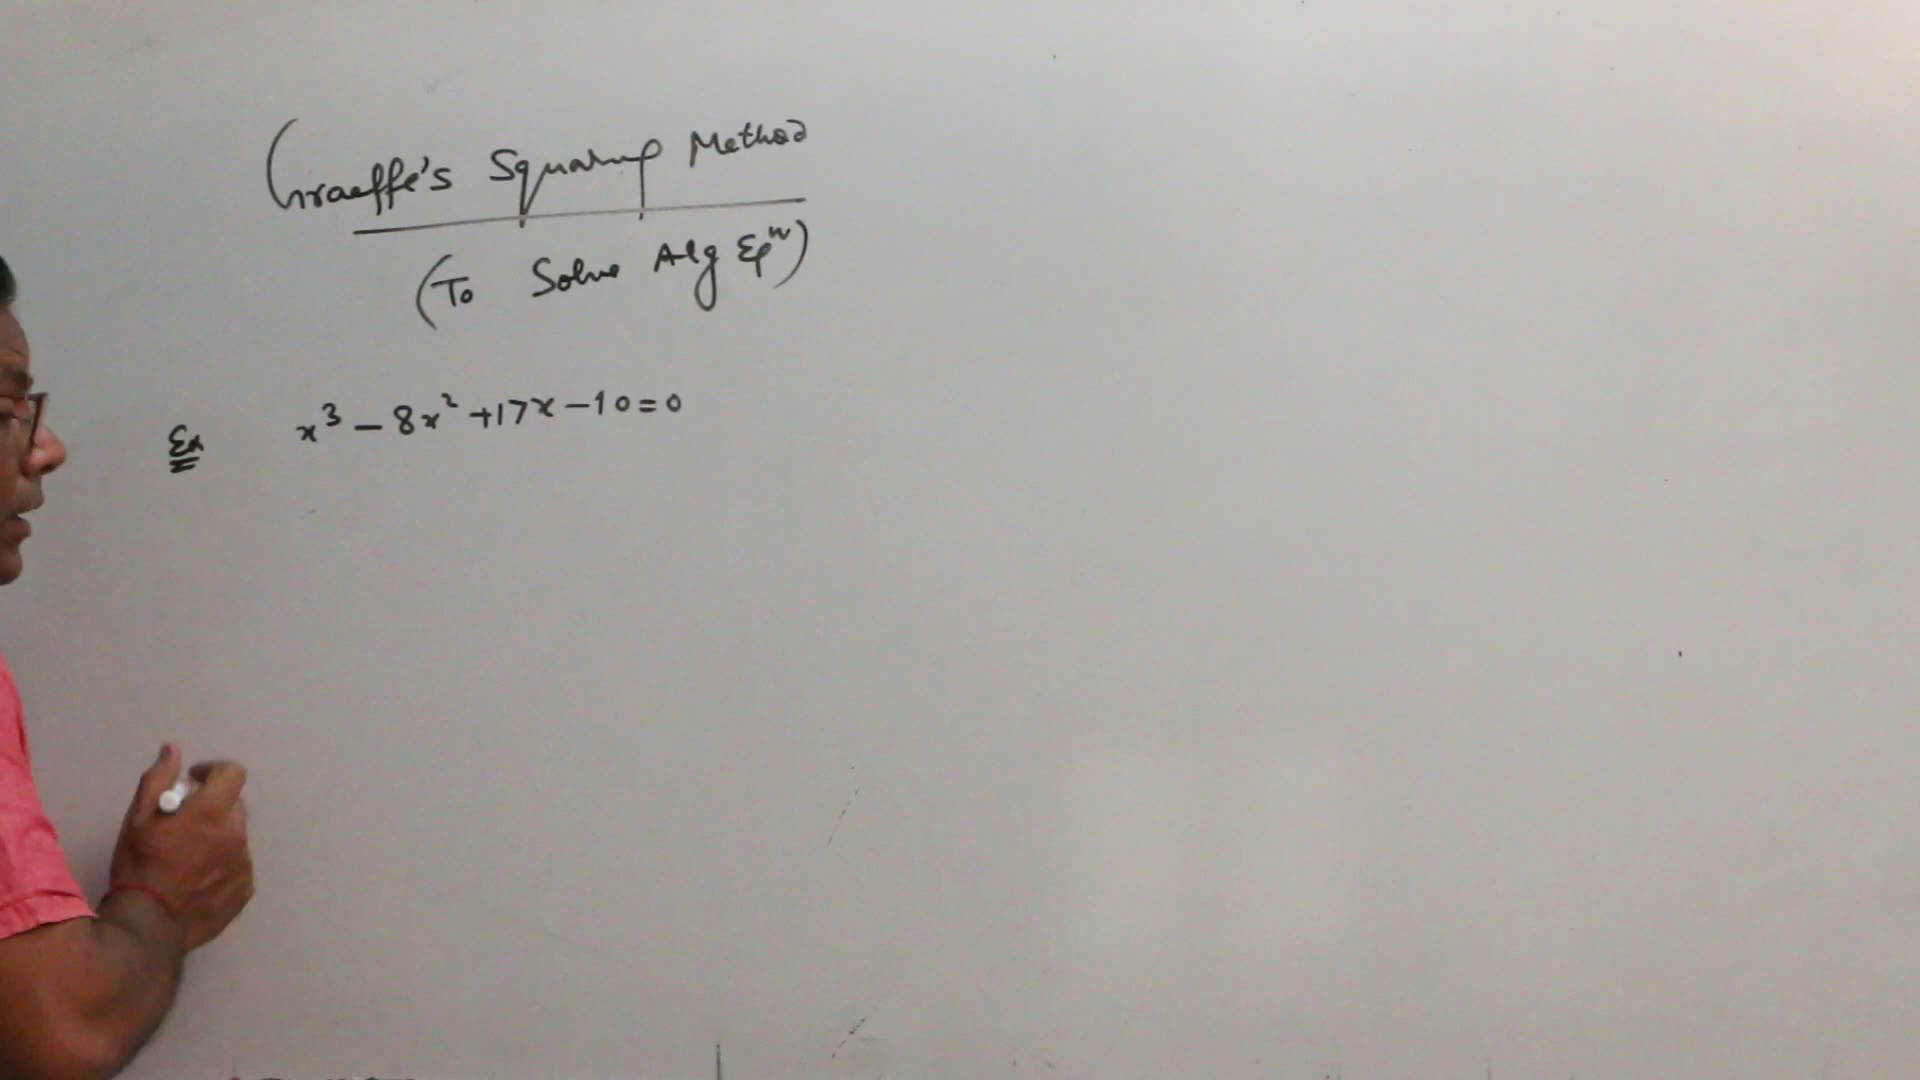 Graeffe's Squaring Method
(To Solve Alg Eqⁿ)
Ex x³ - 8x² + 17x - 10 = 0